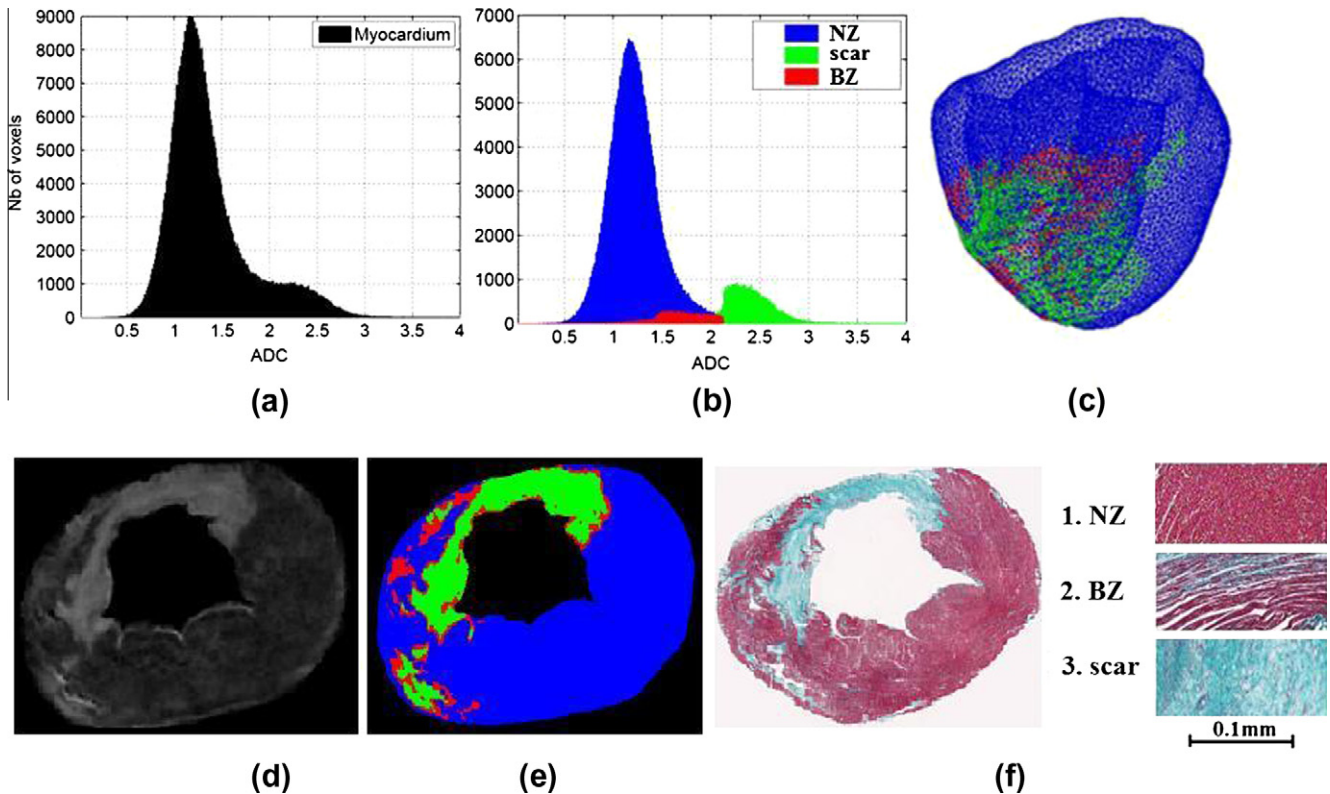 9000
8000
7000
6000
5000
4000
3000
2000
1000
0
Nb of voxels
Myocardium
0.5 1 1.5 2 2.5 3 3.5 4
ADC
(a)
7000
6000
5000
4000
3000
2000
1000
0
NZ
scar
BZ
0.5 1 1.5 2 2.5 3 3.5 4
ADC
(b)
(c)
(d)
(e)
1. NZ
2. BZ
3. scar
0.1mm
(f)